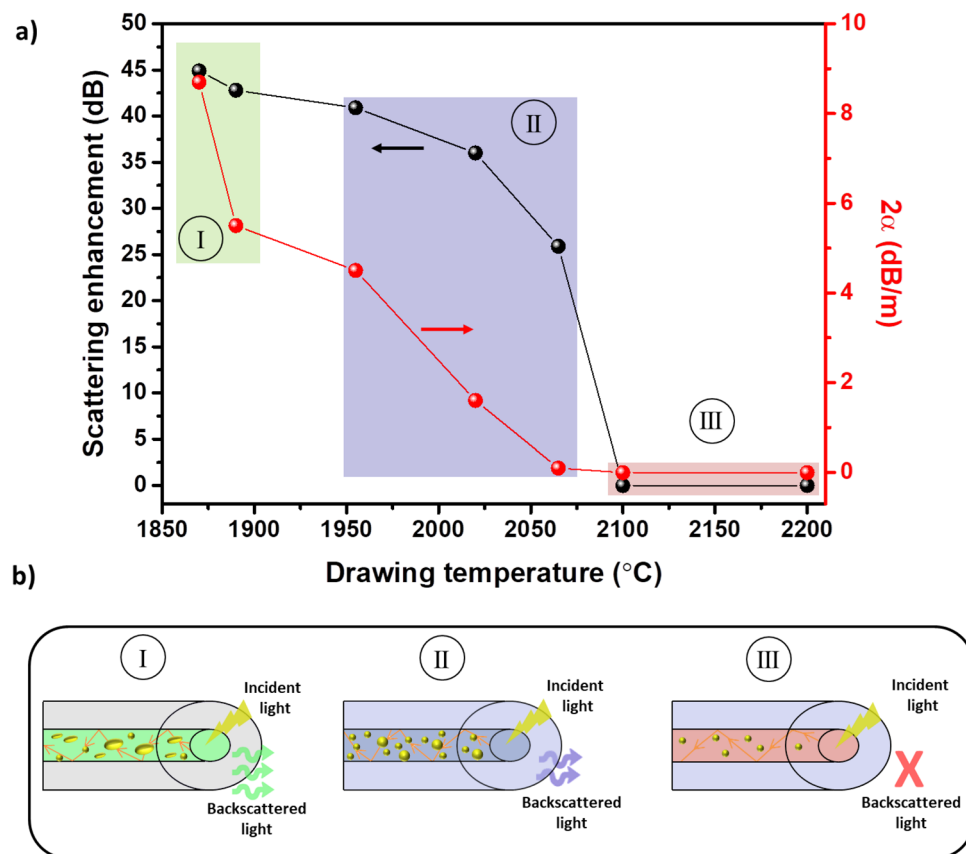 a)
50
45
40
35
30
25
20
15
10
5
0
Scattering enhancement (dB)
10
8
6
4
2
0
2α (dB/m)
I
II
III
1850
1900
1950
2000
2050
2100
2150
2200
Drawing temperature (°C)
b)
I
II
III
Incident
light
Backscattered
light
Incident
light
Backscattered
light
Incident
light
X
Backscattered
light